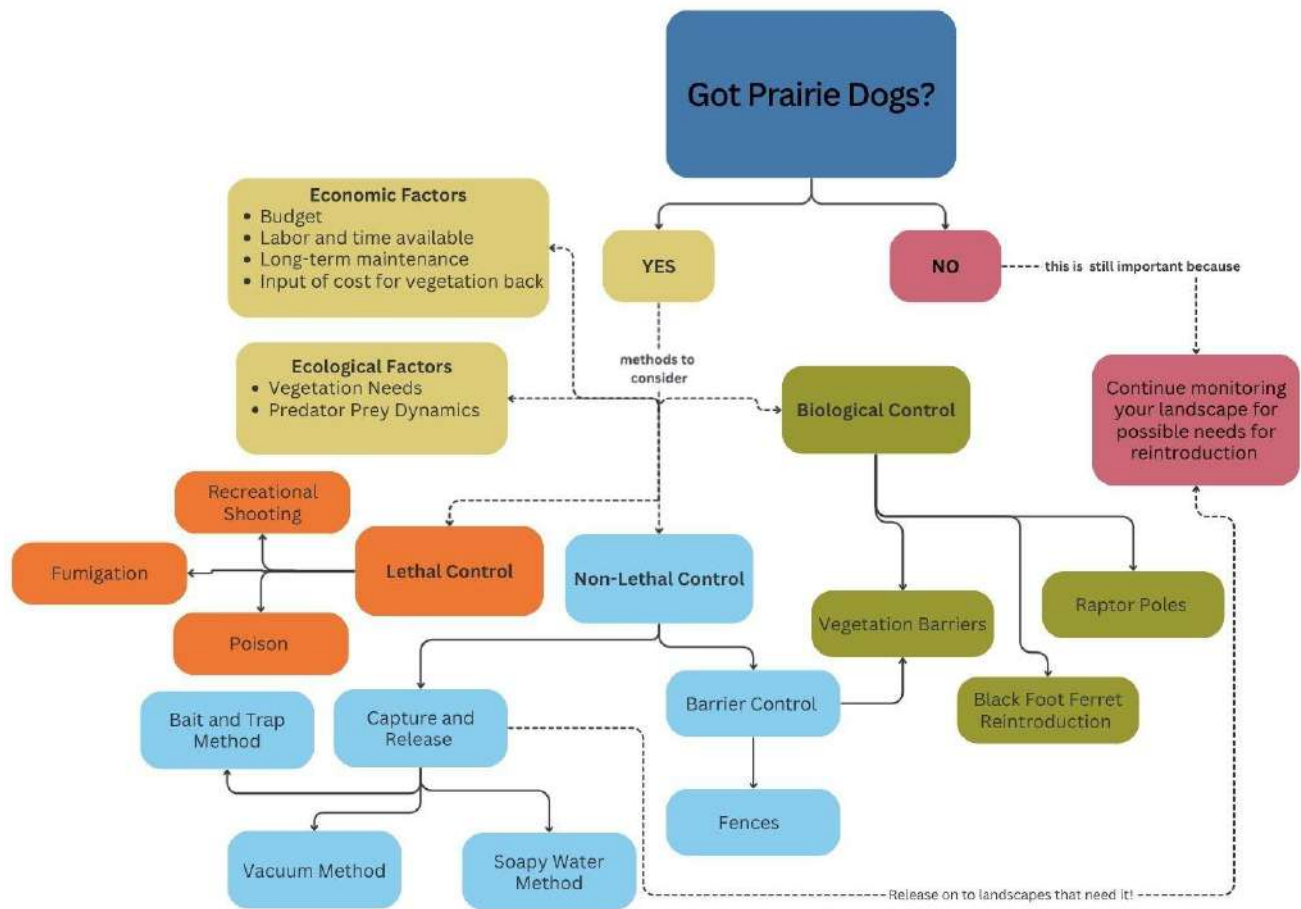 Got Prairie Dogs?
Economic Factors
• Budget
• Labor and time available
• Long-term maintenance
• Input of cost for vegetation back
YES
NO
this is still important because
Ecological Factors
• Vegetation Needs
• Predator Prey Dynamics
methods to
consider
Biological Control
Continue monitoring
your landscape for
possible needs for
reintroduction
Recreational
Shooting
Fumigation
Lethal Control
Poison
Non-Lethal Control
Vegetation Barriers
Raptor Poles
Black Foot Ferret
Reintroduction
Bait and Trap
Method
Capture and
Release
Barrier Control
Fences
Vacuum Method
Soapy Water
Method
Release on to landscapes that need it!